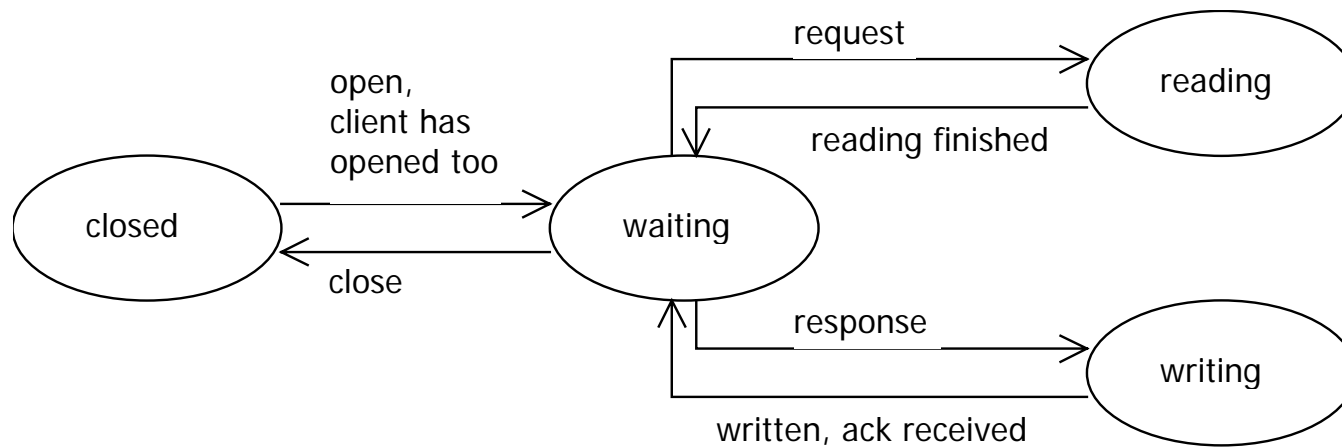 request
reading
open,
client has
opened too
reading finished
closed
waiting
close
response
writing
written, ack received